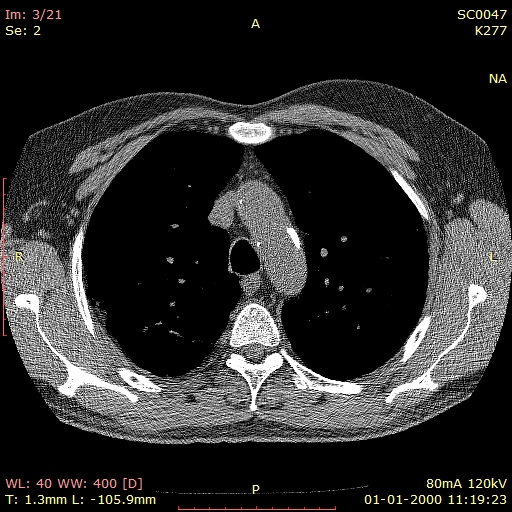 Im: 3/21
Se: 2
A
SC0047
K277
NA
R
L
WL: 40 WW: 400 [D]
T: 1.3mm L: -105.9mm
P
80mA 120kV
01-01-2000 11:19:23